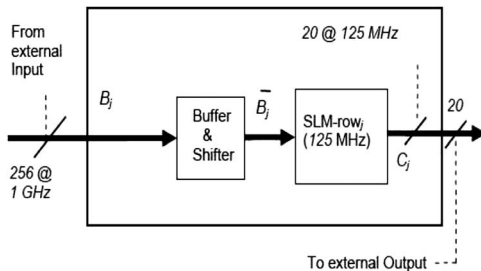 From
external
Input
20 @ 125 MHz
B_j
Buffer
&
Shifter
B̄_j
SLM-row_j
(125 MHz)
20
C_j
256 @
1 GHz
To external Output